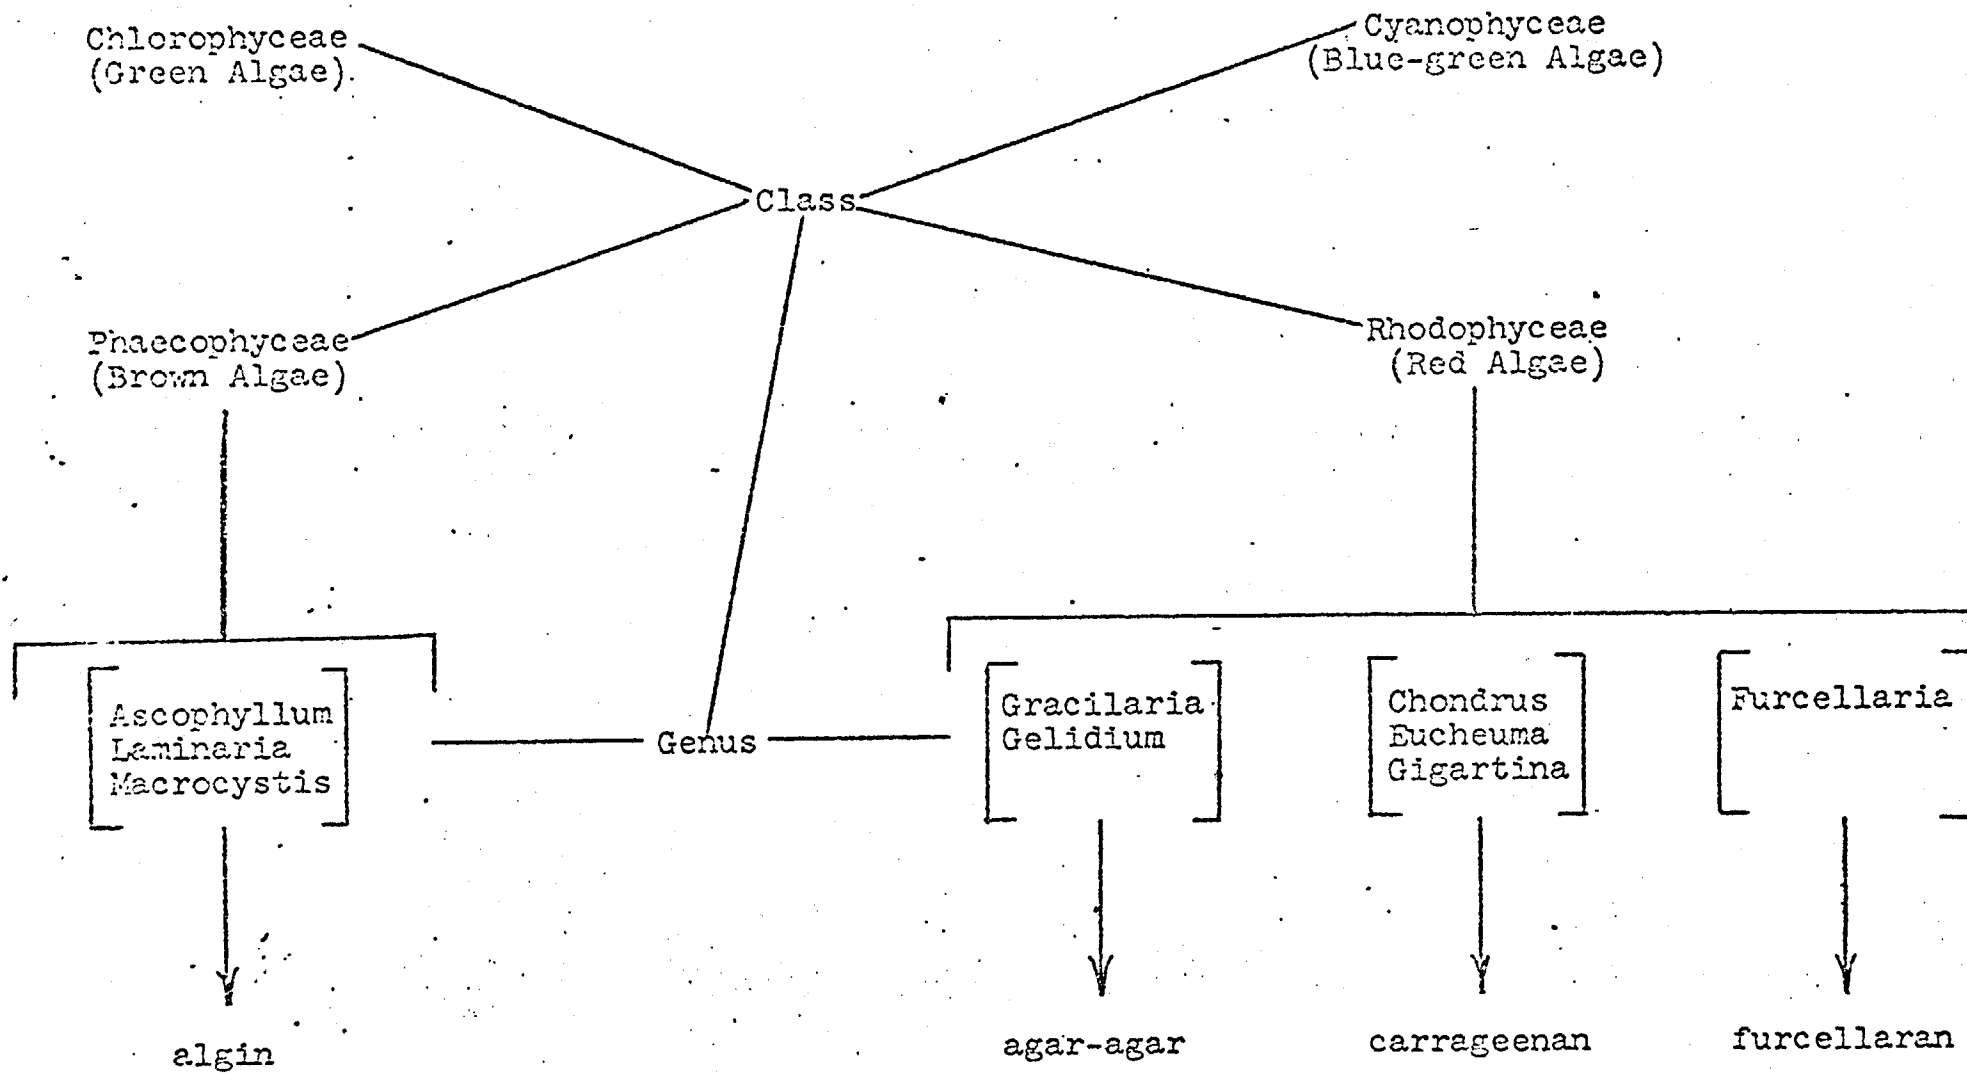 Chlorophyceae
(Green Algae)
Cyanophyceae
(Blue-green Algae)
Class
Phaecophyceae
(Brown Algae)
Rhodophyceae
(Red Algae)
Ascophyllum
Laminaria
Macrocystis
Genus
Gracilaria
Gelidium
Chondrus
Eucheuma
Gigartina
Furcellaria
algin
agar-agar
carrageenan
furcellaran